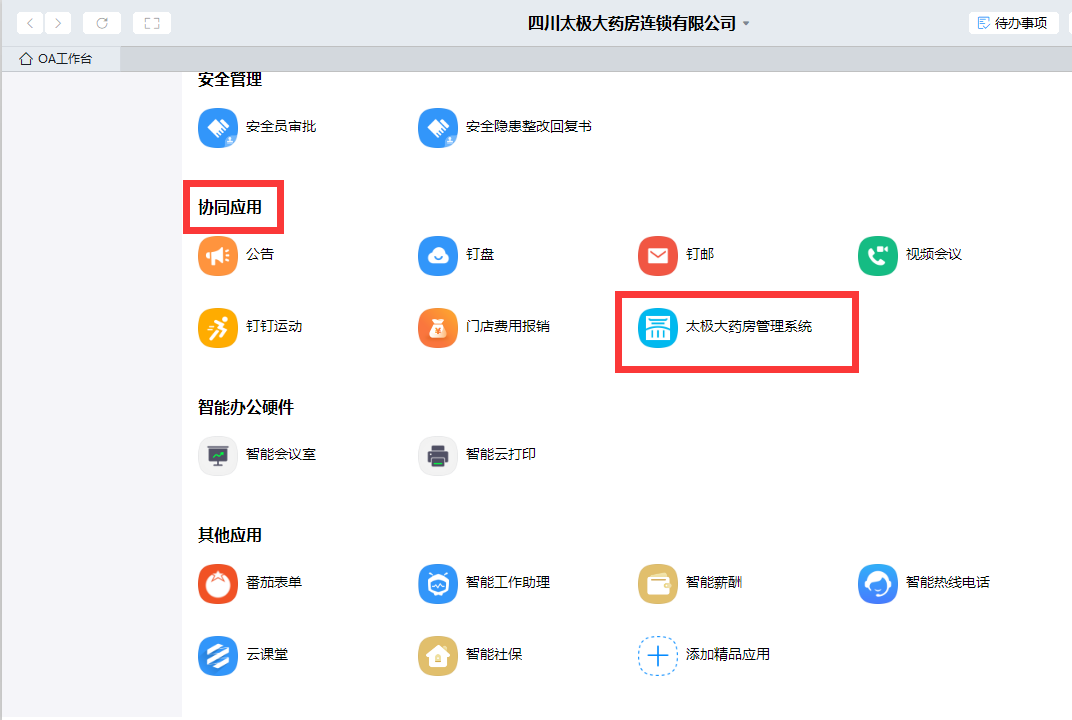 四川太极大药房连锁有限公司
待办事项
OA工作台
安全管理
安全员审批
安全隐患整改回复书
协同应用
公告
钉盘
钉邮
视频会议
钉钉运动
门店费用报销
太极大药房管理系统
智能办公硬件
智能会议室
智能云打印
其他应用
番茄表单
智能工作助理
智能薪酬
智能热线电话
云课堂
智能社保
添加精品应用